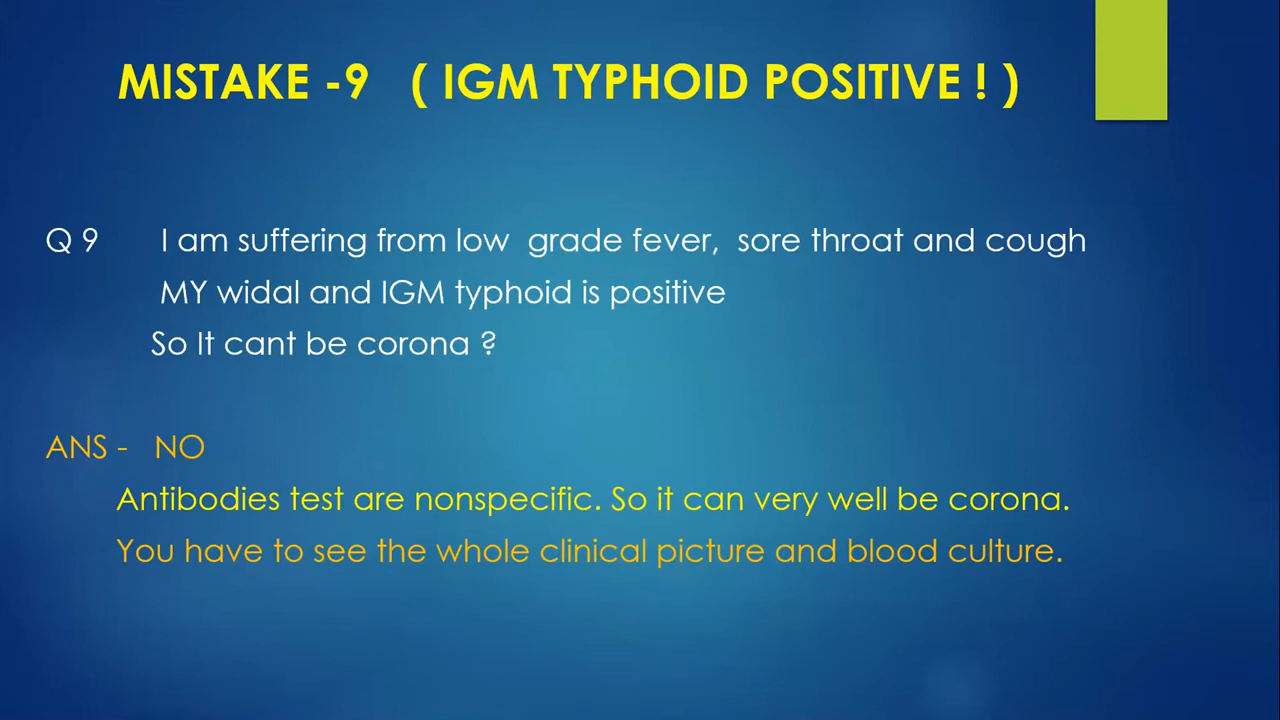 MISTAKE -9 ( IGM TYPHOID POSITIVE ! )
Q 9 I am suffering from low grade fever, sore throat and cough
MY widal and IGM typhoid is positive
So It cant be corona ?
ANS - NO
Antibodies test are nonspecific. So it can very well be corona.
You have to see the whole clinical picture and blood culture.